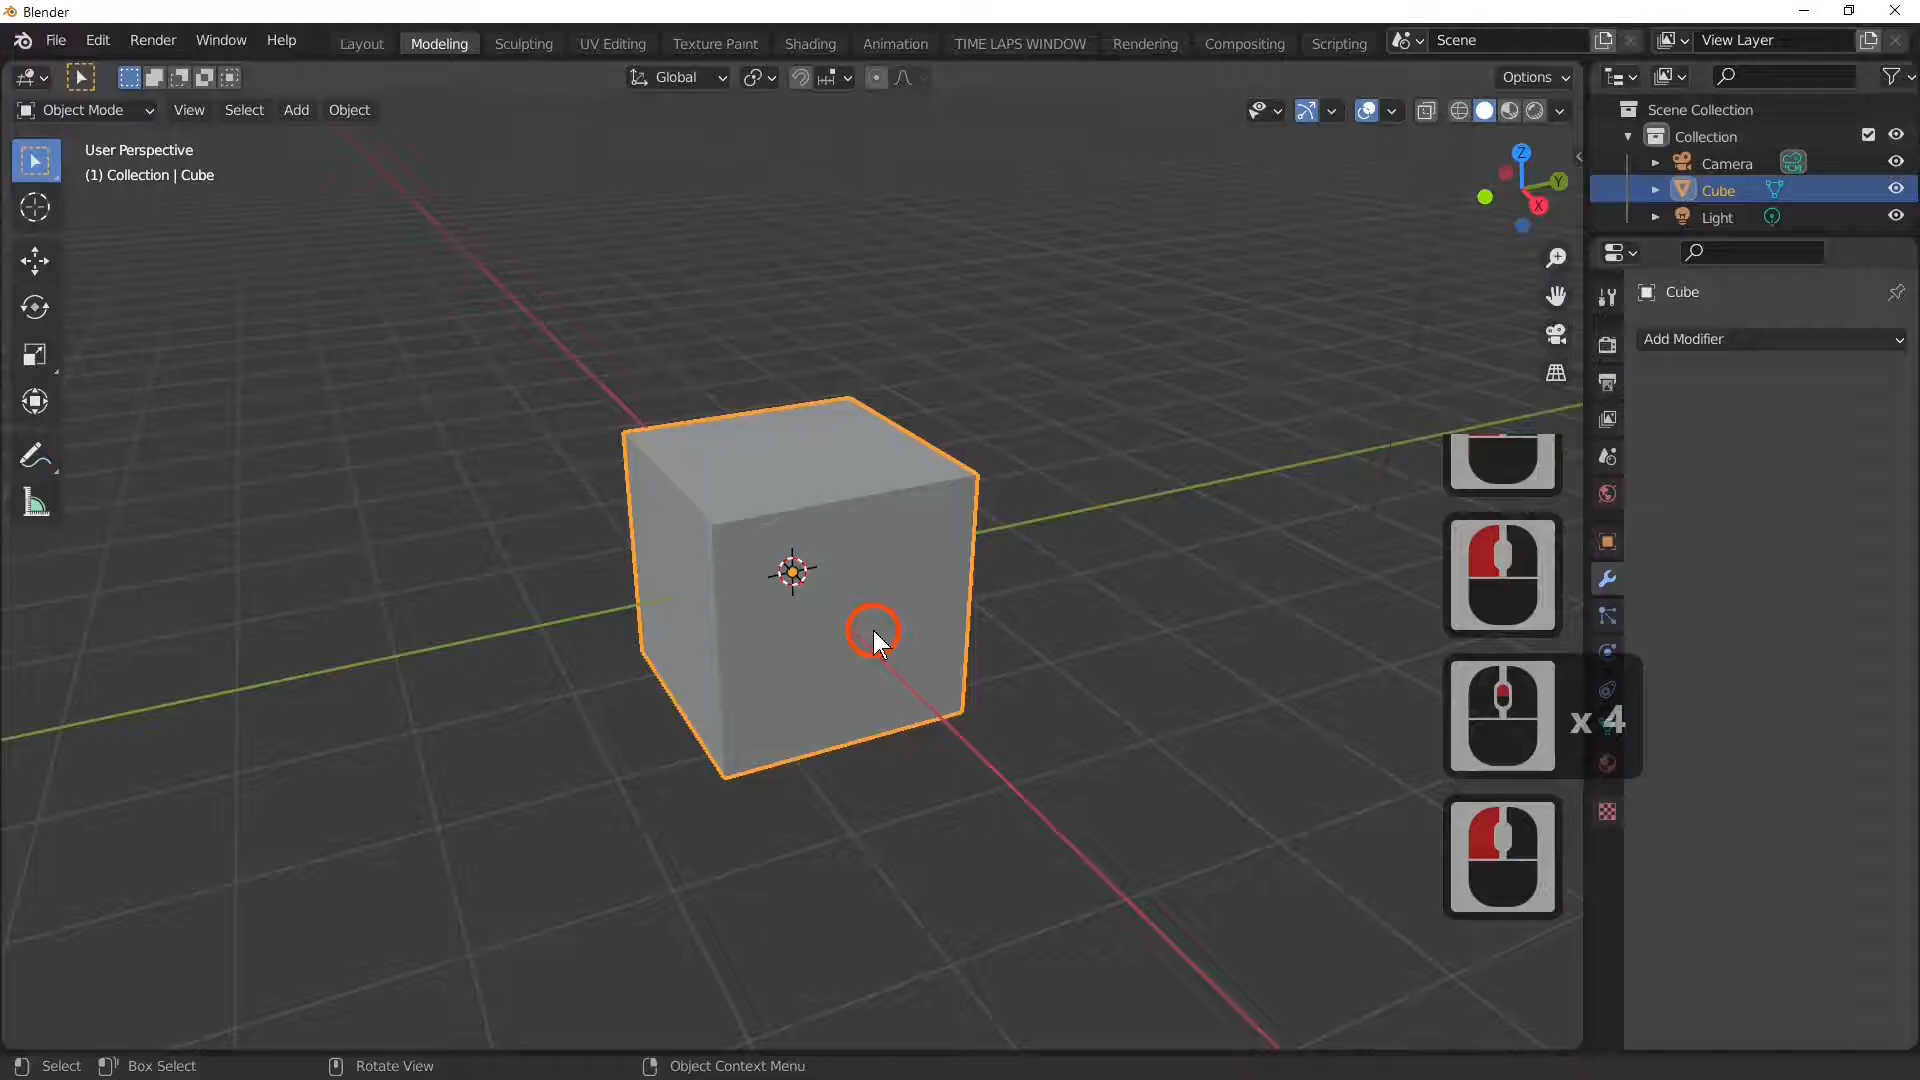 Blender
File Edit Render Window Help Layout Modeling Sculpting UV Editing Texture Paint Shading Animation TIME LAPS WINDOW Rendering Compositing Scripting Scene View Layer
Global Options
Object Mode View Select Add Object
User Perspective
(1) Collection | Cube
Z
Y
X
Scene Collection
Collection
Camera
Cube
Light
Cube
Add Modifier
x 4
Select Box Select Rotate View Object Context Menu